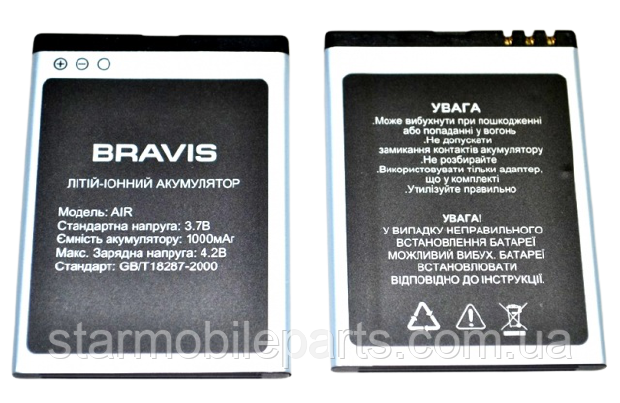 BRAVIS
ЛІТІЙ-ІОННИЙ АКУМУЛЯТОР
Модель: AIR
Стандартна напруга: 3.7В
Ємність акумулятору: 1000мАг
Макс. Зарядна напруга: 4.2В
Стандарт: GB/T18287-2000
УВАГА
.Може вибухнути при пошкодженні
або попаданні у вогонь
.Не допускати
замикання контактів акумулятору
.Не розбирайте
.Використовувати тільки адаптер,
що у комплекті
.Утилізуйте правильно
УВАГА!
У ВИПАДКУ НЕПРАВИЛЬНОГО
ВСТАНОВЛЕННЯ БАТАРЕЇ
МОЖЛИВИЙ ВИБУХ. БАТАРЕЇ
ВСТАНОВЛЮВАТИ
ВІДПОВІДНО ДО ІНСТРУКЦІЇ.
starmobileparts.com.ua